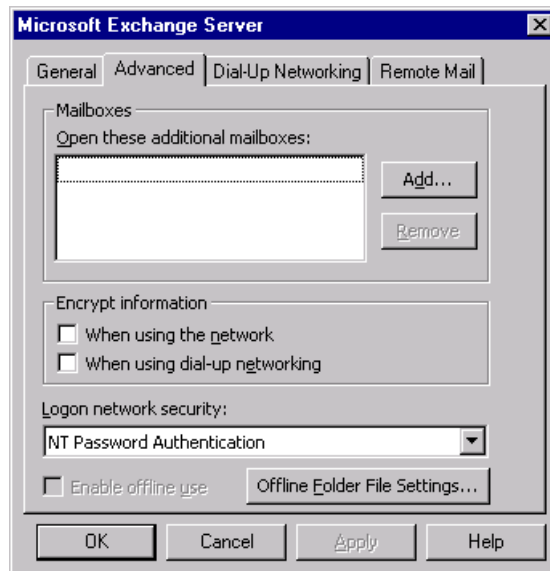 Microsoft Exchange Server
General Advanced Dial-Up Networking Remote Mail
Mailboxes
Open these additional mailboxes:
Add...
Remove
Encrypt information
When using the network
When using dial-up networking
Logon network security:
NT Password Authentication
Enable offline use Offline Folder File Settings...
OK Cancel Apply Help